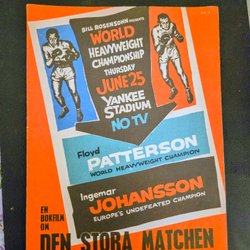 BILL ROSENSOHN PRESENTS
WORLD
HEAVYWEIGHT
CHAMPIONSHIP
THURSDAY
JUNE 25
YANKEE
STADIUM
NO TV
Floyd
PATTERSON
WORLD HEAVYWEIGHT CHAMPION
Ingemar
JOHANSSON
EUROPE'S UNDEFEATED CHAMPION
EN
BOKFILM
OM
DEN STORA MATCHEN